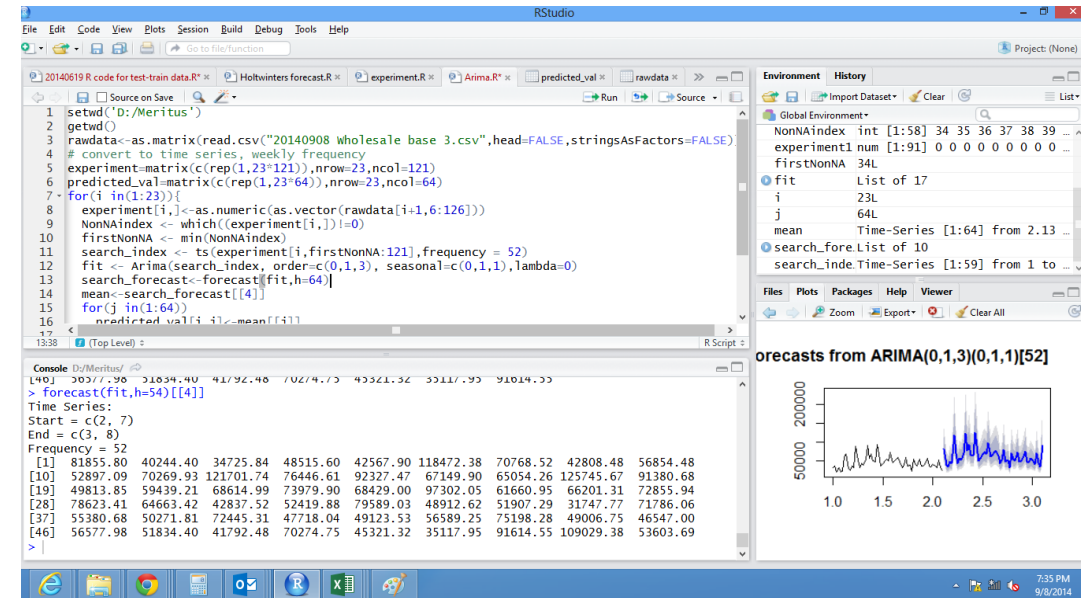 RStudio
File Edit Code View Plots Session Build Debug Tools Help
Go to file/function
Project: (None)
20140619 R code for test-train data.R* × Holtwinters forecast.R × experiment.R × Arima.R* × predicted_val × rawdata ×
Source on Save Run Source
1 setwd('D:/Meritus')
2 getwd()
3 rawdata<-as.matrix(read.csv("20140908 Wholesale base 3.csv",head=FALSE,stringsAsFactors=FALSE)
4 # convert to time series, weekly frequency
5 experiment=matrix(c(rep(1,23*121)),nrow=23,ncol=121)
6 predicted_val=matrix(c(rep(1,23*64)),nrow=23,ncol=64)
7 for(i in(1:23)){
8 experiment[i,]<-as.numeric(as.vector(rawdata[i+1,6:126]))
9 NonNAindex <- which((experiment[i,])!=0)
10 firstNonNA <- min(NonNAindex)
11 search_index <- ts(experiment[i,firstNonNA:121],frequency = 52)
12 fit <- Arima(search_index, order=c(0,1,3), seasonal=c(0,1,1),lambda=0)
13 search_forecast<-forecast(fit,h=64)
14 mean<-search_forecast[[4]]
15 for(j in(1:64))
16 predicted_val[i,j]<-mean[[j]]
17
13:38 (Top Level) R Script
Console D:/Meritus/
[46] 56577.98 51834.40 41792.48 70274.75 45321.32 35117.95 91614.55
> forecast(fit,h=54)[[4]]
Time Series:
Start = c(2, 7)
End = c(3, 8)
Frequency = 52
[1] 81855.80 40244.40 34725.84 48515.60 42567.90 118472.38 70768.52 42808.48 56854.48
[10] 52897.09 70269.93 121701.74 76446.61 92327.47 67149.90 65054.26 125745.67 91380.68
[19] 49813.85 59439.21 68614.99 73979.90 68429.00 97302.05 61660.95 66201.31 72855.94
[28] 78623.41 64663.42 42837.52 52419.88 79589.03 48912.62 51907.29 31747.77 71786.06
[37] 55380.68 50271.81 72445.31 47718.04 49123.53 56589.25 75198.28 49006.75 46547.00
[46] 56577.98 51834.40 41792.48 70274.75 45321.32 35117.95 91614.55 109029.38 53603.69
>
Environment History
Import Dataset Clear List
Global Environment
NonNAindex int [1:58] 34 35 36 37 38 39 ...
experiment1 num [1:91] 0 0 0 0 0 0 0 0 0 ...
firstNonNA 34L
fit List of 17
i 23L
j 64L
mean Time-Series [1:64] from 2.13 ...
search_fore… List of 10
search_inde… Time-Series [1:59] from 1 to ...
Files Plots Packages Help Viewer
Zoom Export Clear All
orecasts from ARIMA(0,1,3)(0,1,1)[52]
200000
50000
1.0 1.5 2.0 2.5 3.0
7:35 PM
9/8/2014